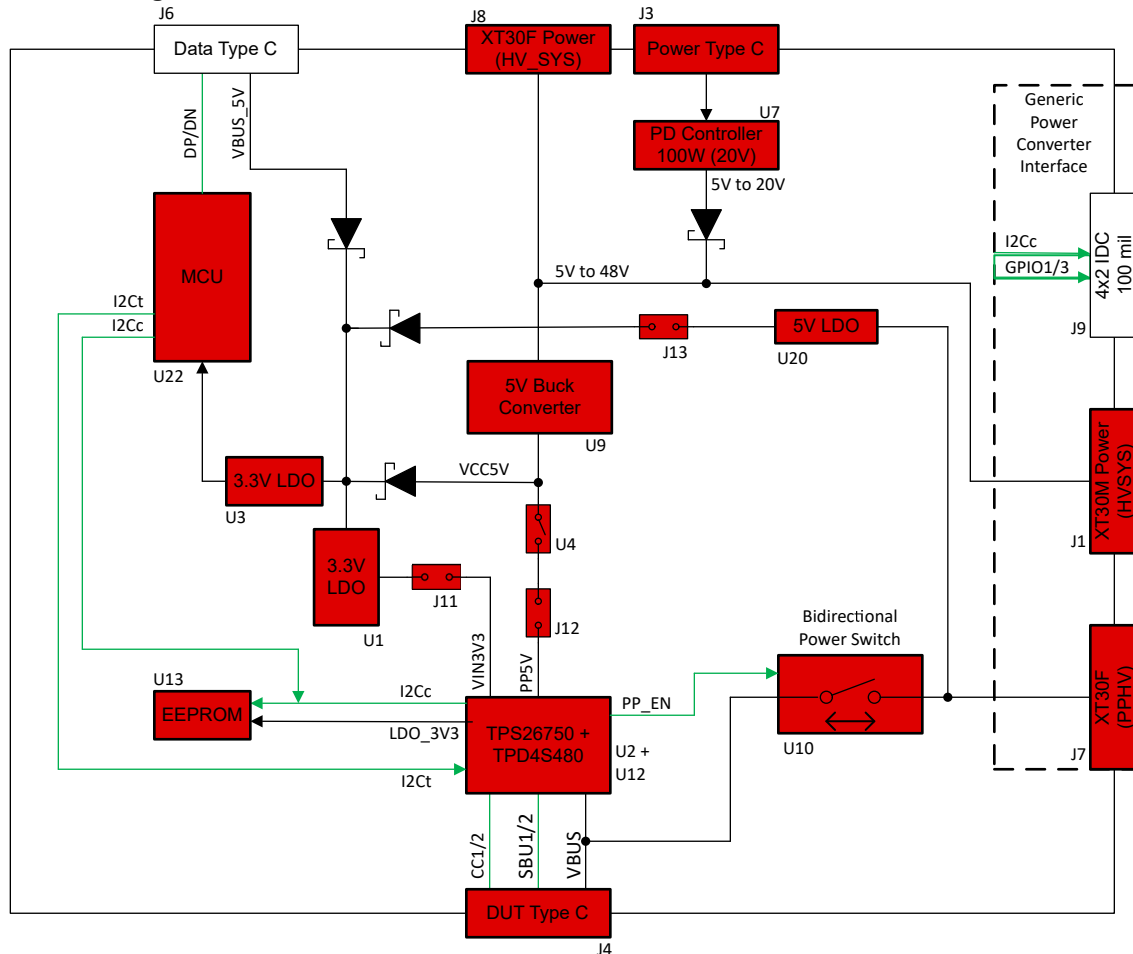 J6
Data Type C
J8
XT30F Power
(HV_SYS)
J3
Power Type C
U7
PD Controller
100W (20V)
5V to 20V
Generic
Power
Converter
Interface
DP/DN
VBUS_5V
MCU
U22
I2Ct
I2Cc
5V to 48V
I2Cc
GPIO1/3
4x2 IDC
100 mil
J9
J13
5V LDO
U20
5V Buck
Converter
U9
VCC5V
3.3V LDO
U3
U4
XT30M Power
(HVSYS)
J1
3.3V
LDO
U1
J11
J12
VIN3V3
PP5V
Bidirectional
Power Switch
U10
U13
EEPROM
I2Cc
LDO_3V3
I2Ct
PP_EN
TPS26750 +
TPD4S480
U2 +
U12
XT30F
(PPHV)
J7
CC1/2
SBU1/2
VBUS
DUT Type C
J4